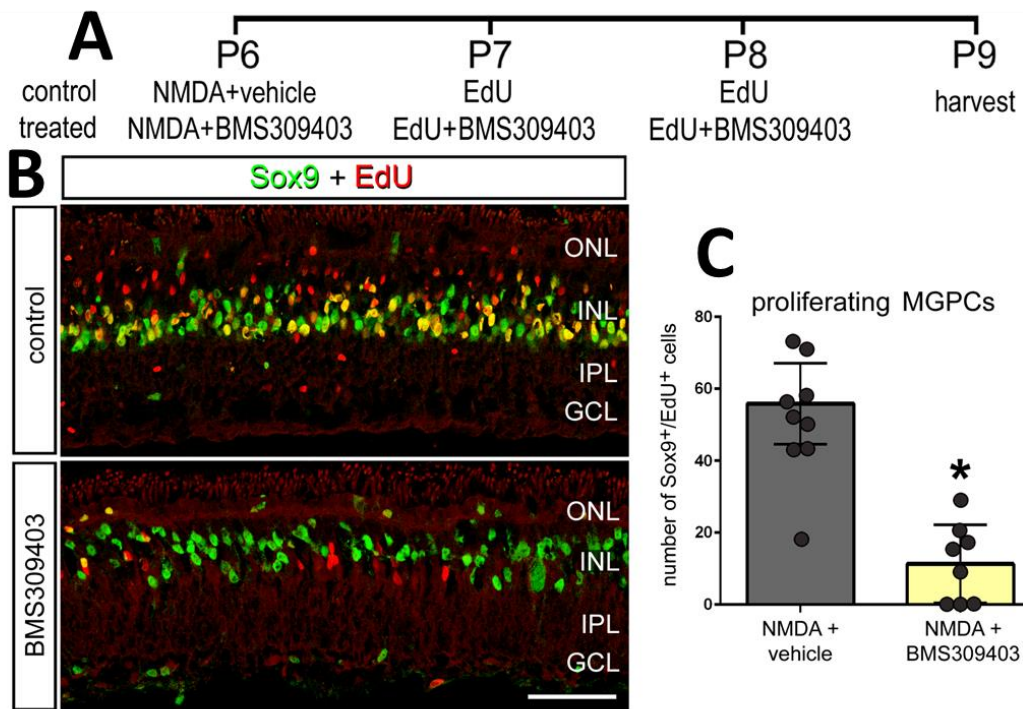 A
P6 P7 P8 P9
control NMDA+vehicle EdU EdU harvest
treated NMDA+BMS309403 EdU+BMS309403 EdU+BMS309403
B
Sox9 + EdU
control
ONL
INL
IPL
GCL
BMS309403
ONL
INL
IPL
GCL
C
proliferating MGPCs
number of Sox9+/EdU+ cells
80
60
40
20
0
*
NMDA + vehicle
NMDA + BMS309403